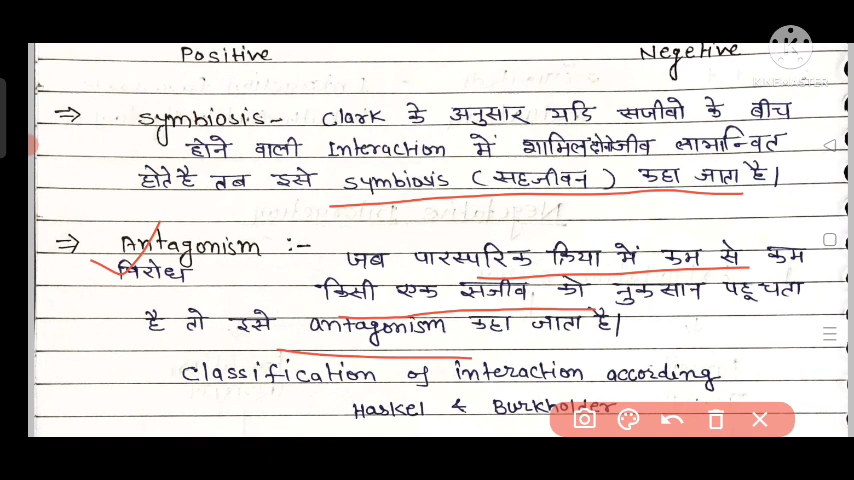 Positive Negetive
KINEMASTER
⇒ Symbiosis - Clark के अनुसार यदि सजीवो के बीच
होने वाली Interaction में शामिल दोनोंजीव लाभान्वित
होते है तब इसे symbiosis (सहजीवन) कहा जाता है।
⇒ Antagonism :-
विरोध जब पारस्परिक क्रिया में कम से कम
किसी एक सजीव को नुकसान पहूचता
है तो इसे antagonism कहा जाता है।
Classification of interaction according
Haskel & Burkholder